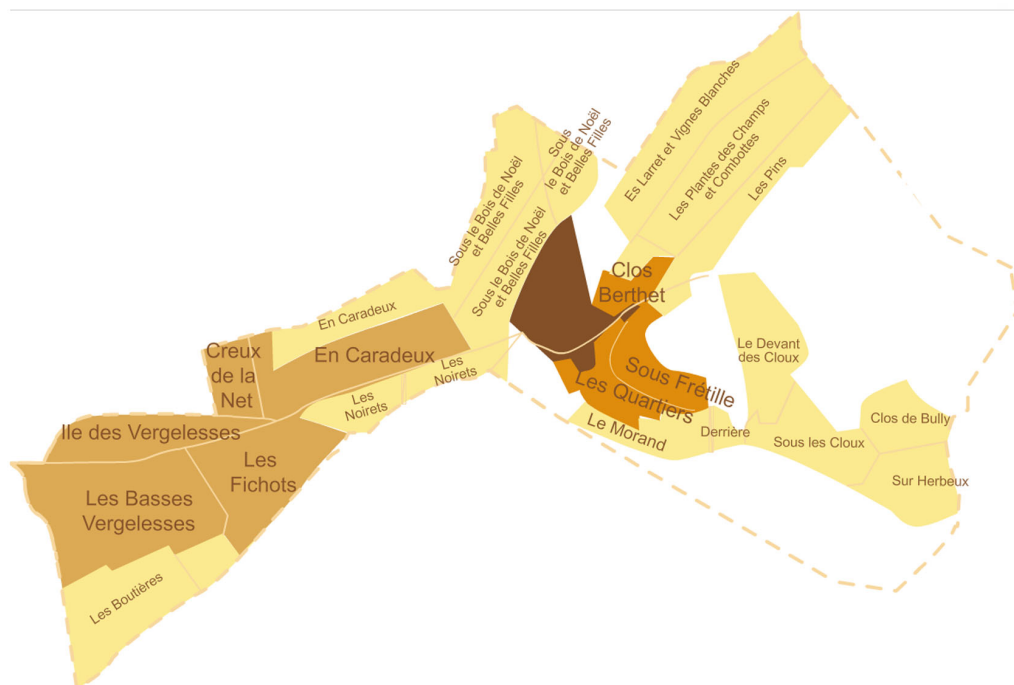 Es Larret et Vignes Blanches
Les Plantes des Champs
et Combottes
Les Pins
Sous
le Bois de Noël
et Belles Filles
Sous le Bois de Noël
et Belles Filles
Sous le Bois de Noël
et Belles Filles
Clos
Berthet
En Caradeux
En Caradeux
Creux
de la
Net
Les
Noirets
Les
Noirets
Ile des Vergelesses
Les
Fichots
Les Basses
Vergelesses
Les Boutières
Sous Frétille
Les Quartiers
Le Morand
Derrière
Le Devant
des Cloux
Sous les Cloux
Clos de Bully
Sur Herbeux